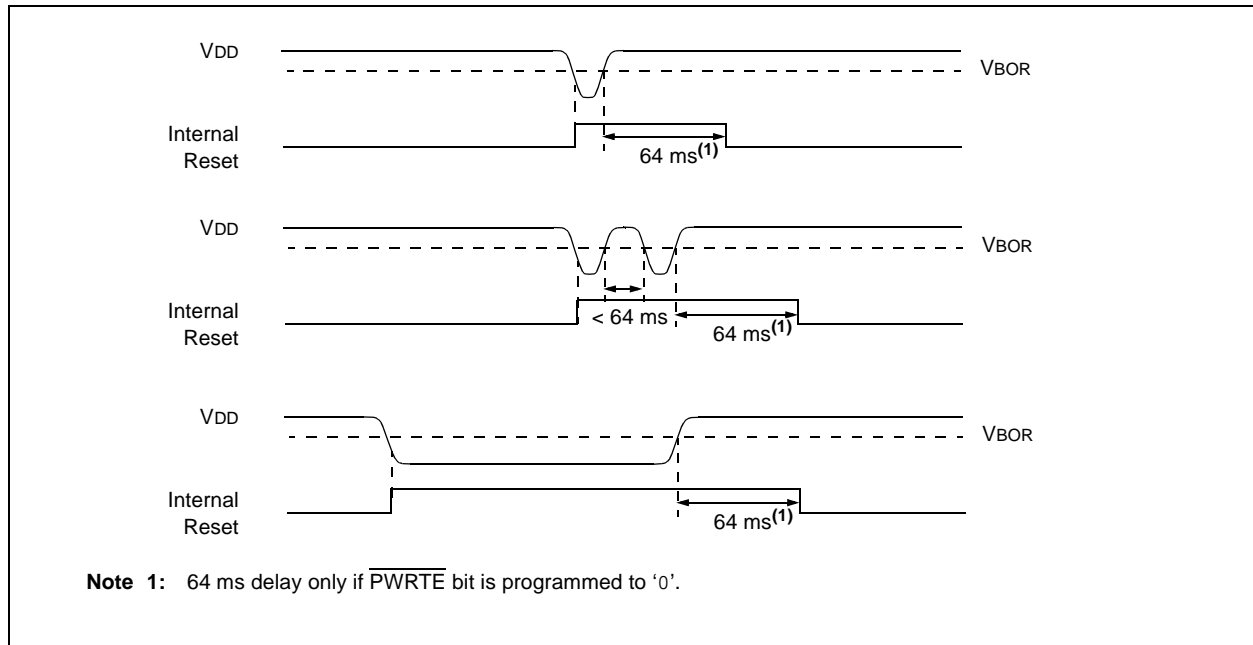 VDD
VBOR
Internal
Reset
64 ms(1)
VDD
VBOR
Internal
Reset
< 64 ms
64 ms(1)
VDD
VBOR
Internal
Reset
64 ms(1)
Note 1: 64 ms delay only if PWRTE bit is programmed to ‘0’.